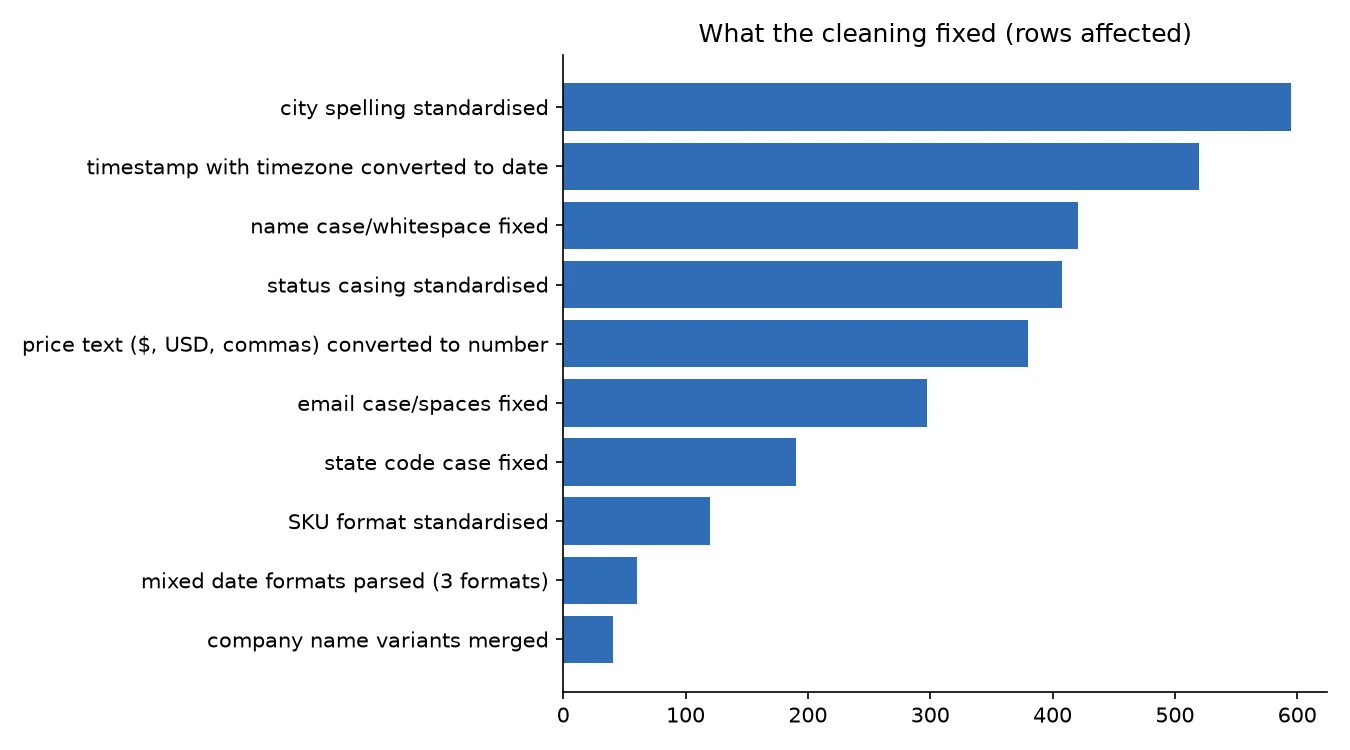 What the cleaning fixed (rows affected)
city spelling standardised
timestamp with timezone converted to date
name case/whitespace fixed
status casing standardised
price text ($, USD, commas) converted to number
email case/spaces fixed
state code case fixed
SKU format standardised
mixed date formats parsed (3 formats)
company name variants merged
0 100 200 300 400 500 600